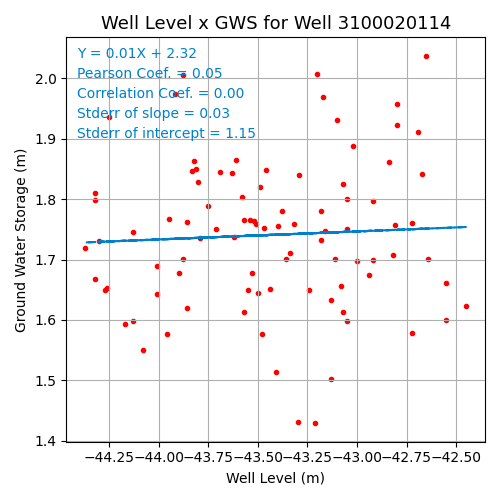 Well Level x GWS for Well 3100020114
Y = 0.01X + 2.32
Pearson Coef. = 0.05
Correlation Coef. = 0.00
Stderr of slope = 0.03
Stderr of intercept = 1.15
Ground Water Storage (m)
2.0
1.9
1.8
1.7
1.6
1.5
1.4
−44.25 −44.00 −43.75 −43.50 −43.25 −43.00 −42.75 −42.50
Well Level (m)